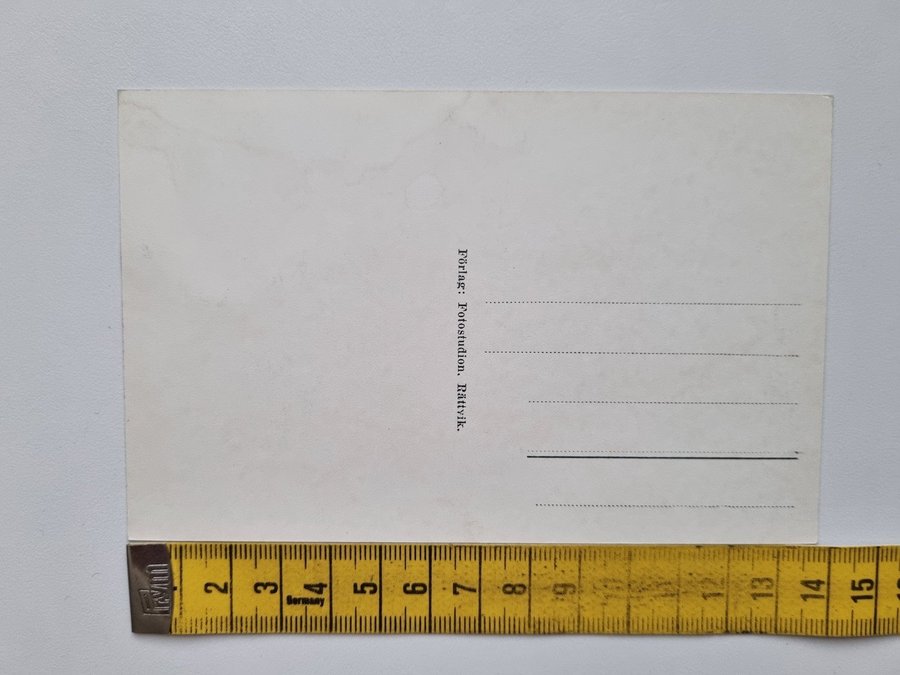 Förlag: Fotostudion, Rättvik.
2 3 4 5 6 7 8 9 10 11 12 13 14 15
Germany